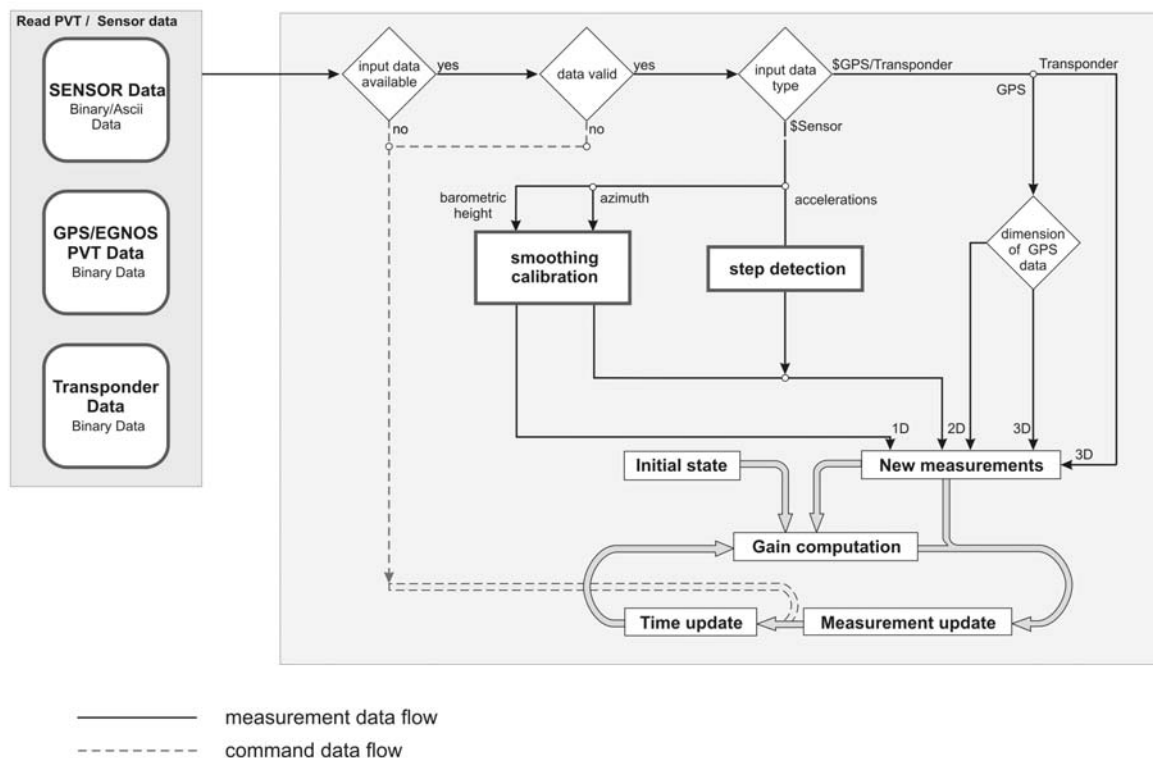 Read PVT / Sensor data
SENSOR Data
Binary/Ascii
Data
GPS/EGNOS
PVT Data
Binary Data
Transponder
Data
Binary Data
input data
available
yes
no
data valid
yes
no
input data
type
$GPS/Transponder
Transponder
GPS
$Sensor
barometric
height
azimuth
accelerations
smoothing
calibration
step detection
dimension
of GPS
data
1D
2D
3D
3D
Initial state
New measurements
Gain computation
Time update
Measurement update
measurement data flow
command data flow